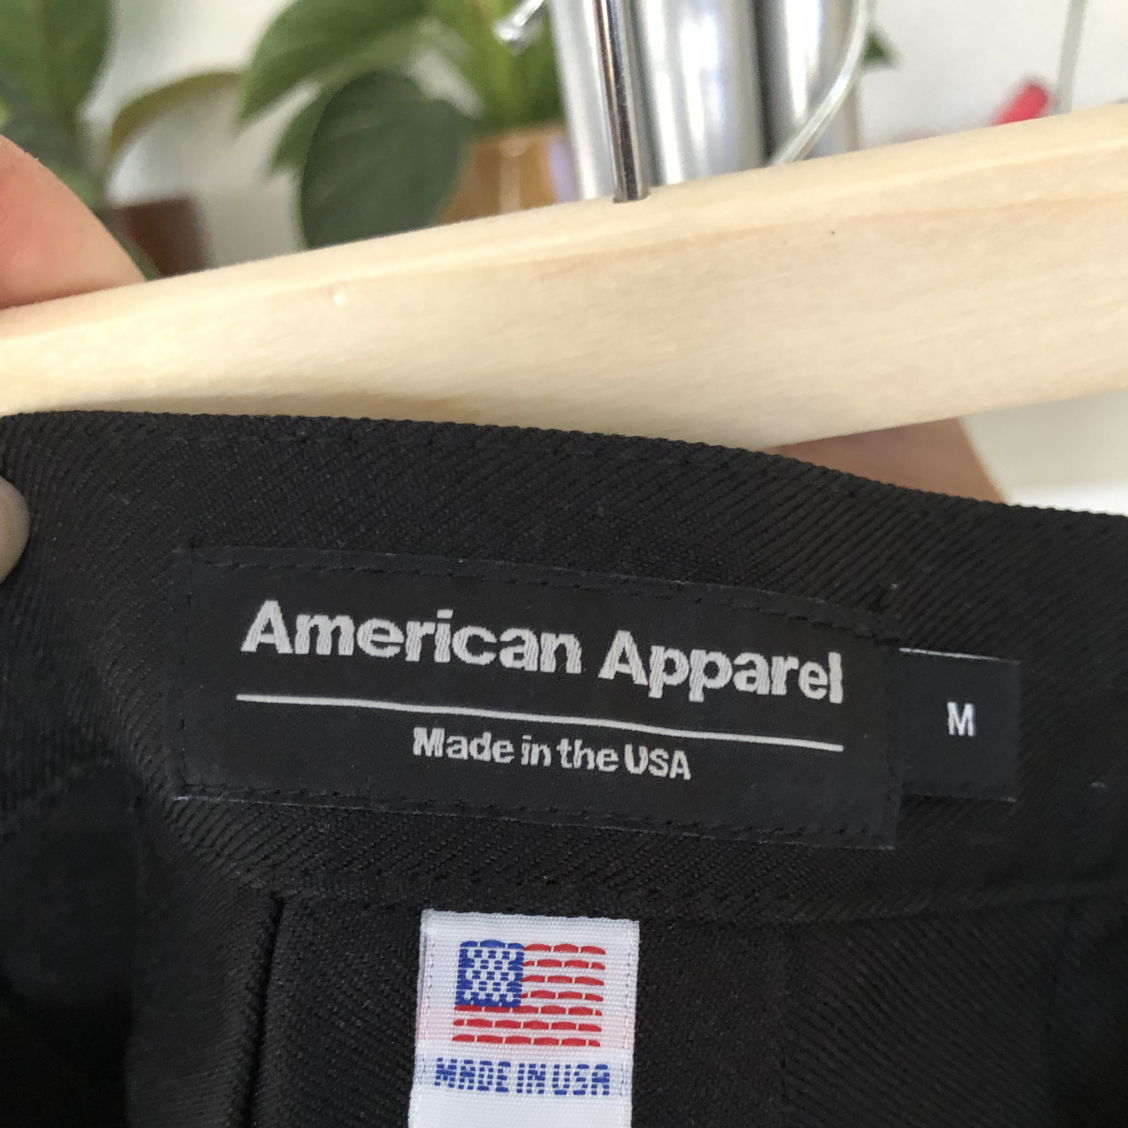 American Apparel
Made in the USA
M
MADE IN USA